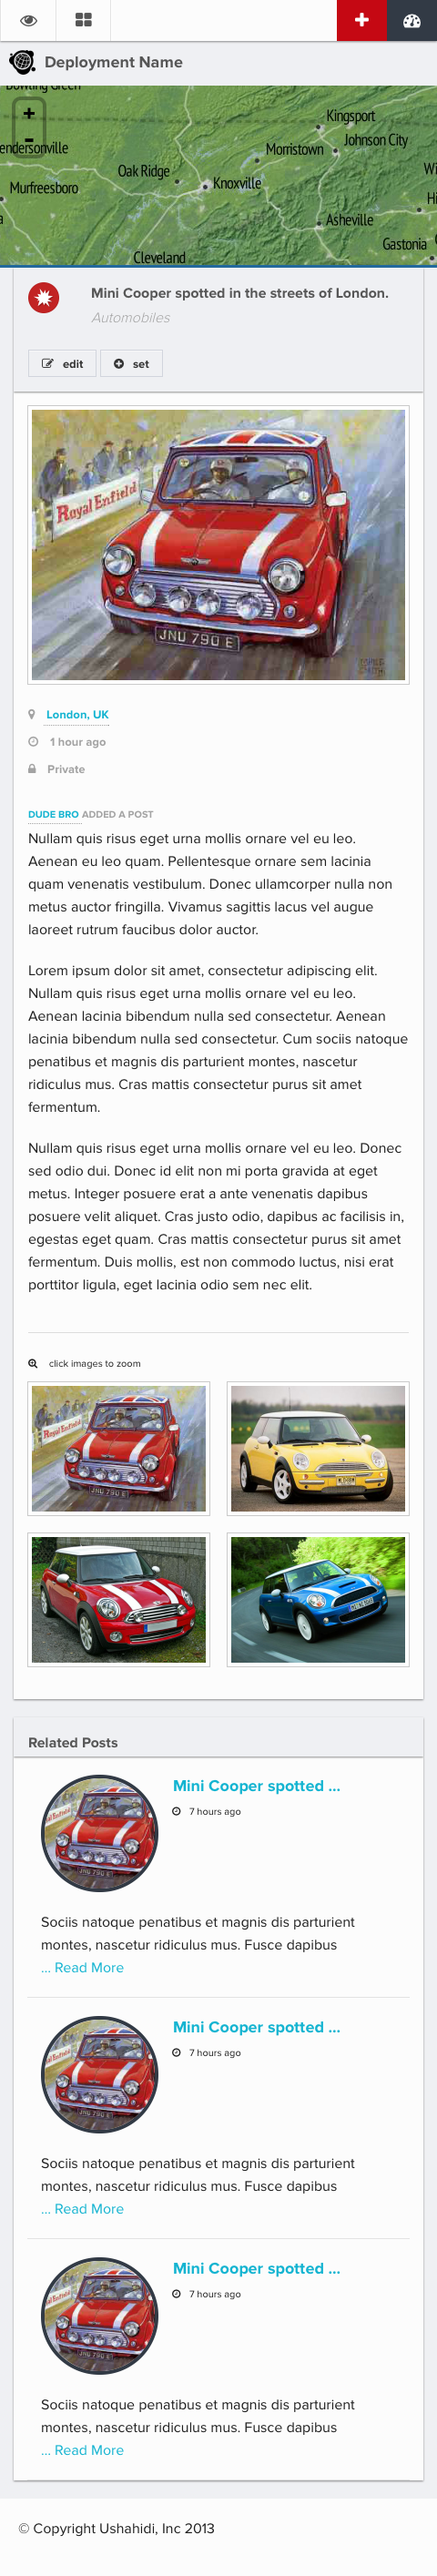 Deployment Name
Bowling Green
+
-
Kingsport
Johnson City
endersonville
Morristown
Oak Ridge
Knoxville
Murfreesboro
Wi
Hi
a
Asheville
Gastonia
Cleveland
Mini Cooper spotted in the streets of London.
Automobiles
edit
set
Royal Enfield
JNU 790 E
London, UK
1 hour ago
Private
DUDE BRO ADDED A POST
Nullam quis risus eget urna mollis ornare vel eu leo.
Aenean eu leo quam. Pellentesque ornare sem lacinia
quam venenatis vestibulum. Donec ullamcorper nulla non
metus auctor fringilla. Vivamus sagittis lacus vel augue
laoreet rutrum faucibus dolor auctor.
Lorem ipsum dolor sit amet, consectetur adipiscing elit.
Nullam quis risus eget urna mollis ornare vel eu leo.
Aenean lacinia bibendum nulla sed consectetur. Aenean
lacinia bibendum nulla sed consectetur. Cum sociis natoque
penatibus et magnis dis parturient montes, nascetur
ridiculus mus. Cras mattis consectetur purus sit amet
fermentum.
Nullam quis risus eget urna mollis ornare vel eu leo. Donec
sed odio dui. Donec id elit non mi porta gravida at eget
metus. Integer posuere erat a ante venenatis dapibus
posuere velit aliquet. Cras justo odio, dapibus ac facilisis in,
egestas eget quam. Cras mattis consectetur purus sit amet
fermentum. Duis mollis, est non commodo luctus, nisi erat
porttitor ligula, eget lacinia odio sem nec elit.
click images to zoom
Royal Enfield
JNU 790 E
Related Posts
Mini Cooper spotted ...
7 hours ago
Sociis natoque penatibus et magnis dis parturient
montes, nascetur ridiculus mus. Fusce dapibus
... Read More
Mini Cooper spotted ...
7 hours ago
Sociis natoque penatibus et magnis dis parturient
montes, nascetur ridiculus mus. Fusce dapibus
... Read More
Mini Cooper spotted ...
7 hours ago
Sociis natoque penatibus et magnis dis parturient
montes, nascetur ridiculus mus. Fusce dapibus
... Read More
© Copyright Ushahidi, Inc 2013